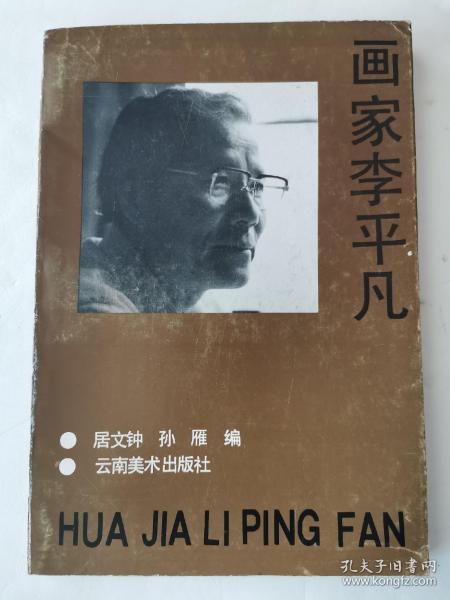 画家李平凡
● 居文钟 孙雁 编
● 云南美术出版社
HUA JIA LI PING FAN
孔夫子旧书网
www.kongfz.com